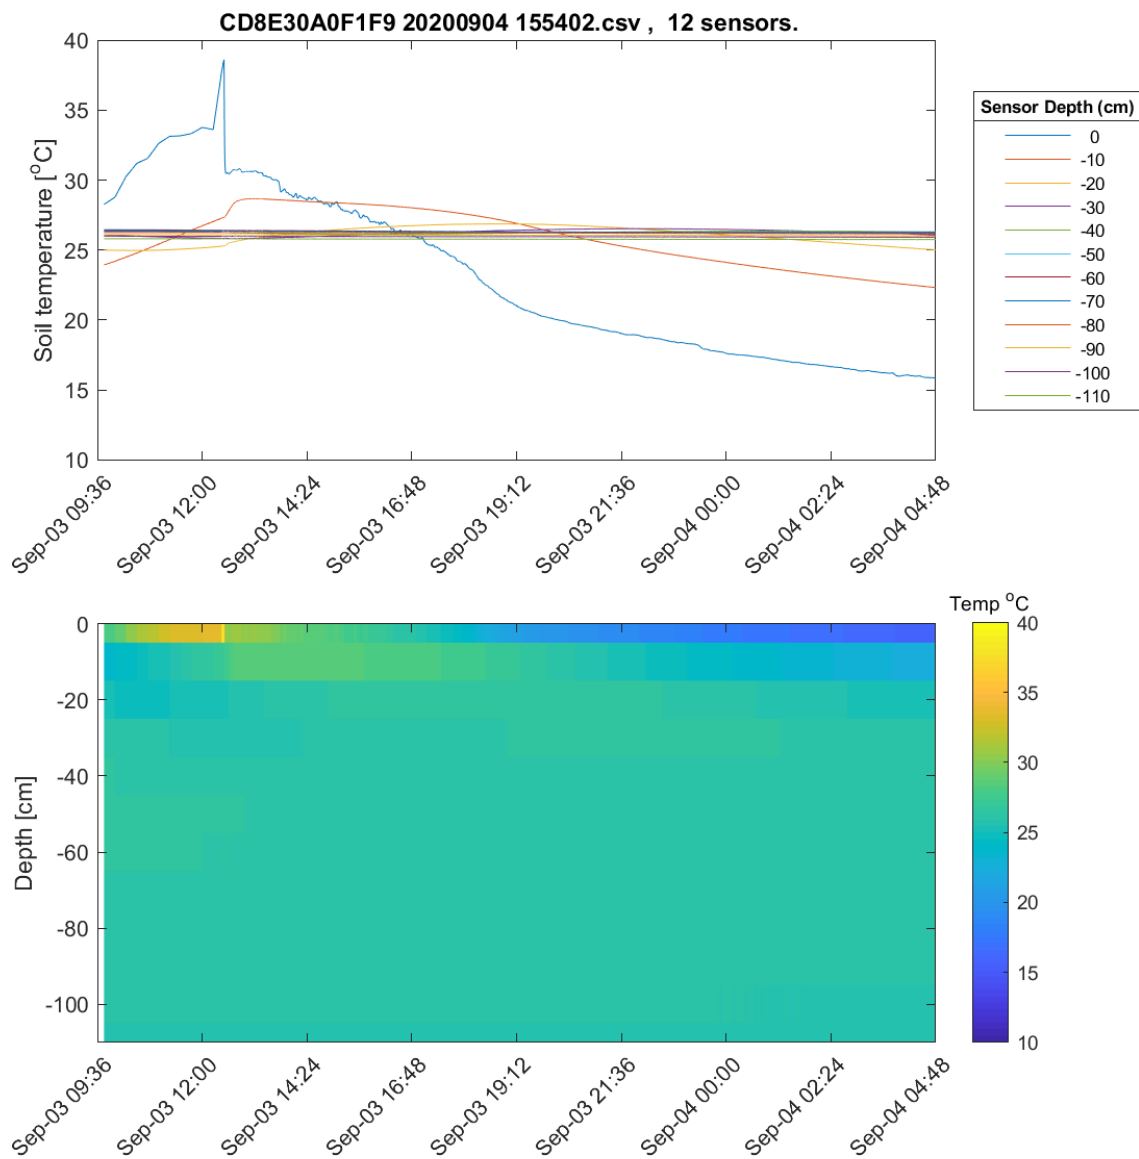 CD8E30A0F1F9 20200904 155402.csv ,  12 sensors.
40
35
30
25
20
15
10
Soil temperature [°C]
Sep-03 09:36
Sep-03 12:00
Sep-03 14:24
Sep-03 16:48
Sep-03 19:12
Sep-03 21:36
Sep-04 00:00
Sep-04 02:24
Sep-04 04:48
Sensor Depth (cm)
0
-10
-20
-30
-40
-50
-60
-70
-80
-90
-100
-110
0
-20
-40
-60
-80
-100
Depth [cm]
Sep-03 09:36
Sep-03 12:00
Sep-03 14:24
Sep-03 16:48
Sep-03 19:12
Sep-03 21:36
Sep-04 00:00
Sep-04 02:24
Sep-04 04:48
Temp °C
40
35
30
25
20
15
10